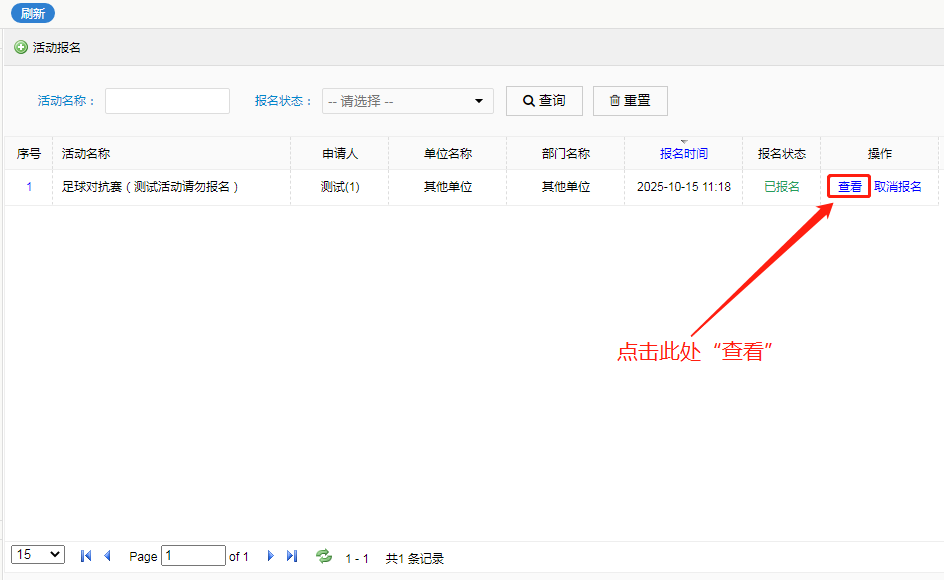 刷新
活动报名
活动名称： 报名状态： -- 请选择 -- 查询 重置
序号 活动名称 申请人 单位名称 部门名称 报名时间 报名状态 操作
1 足球对抗赛（测试活动请勿报名） 测试(1) 其他单位 其他单位 2025-10-15 11:18 已报名 查看 取消报名
点击此处“查看”
15 Page 1 of 1 1 - 1 共1 条记录